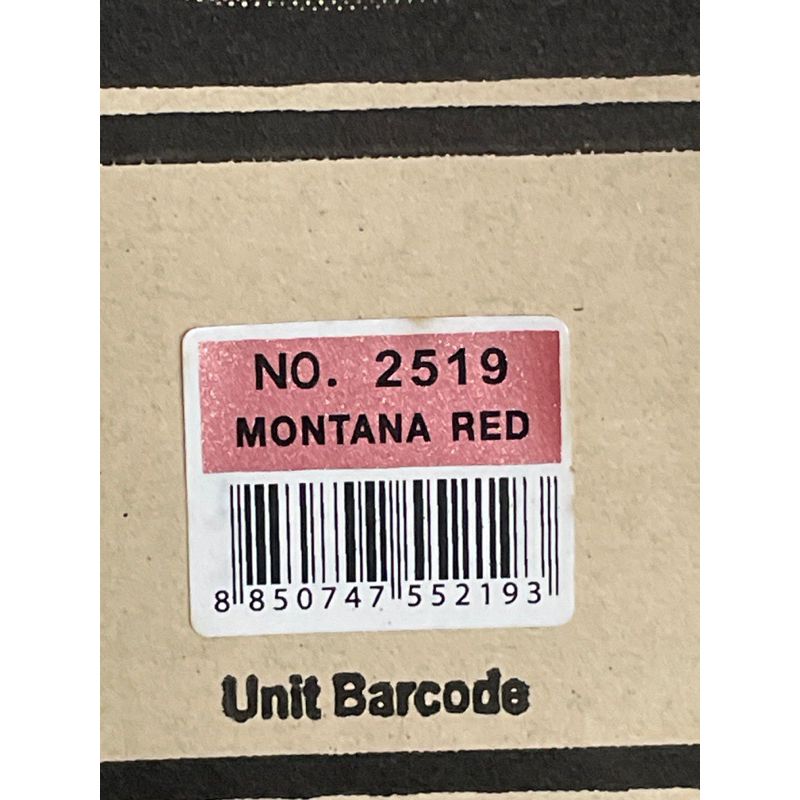 NO. 2519
MONTANA RED
8 850747 552193
Unit Barcode